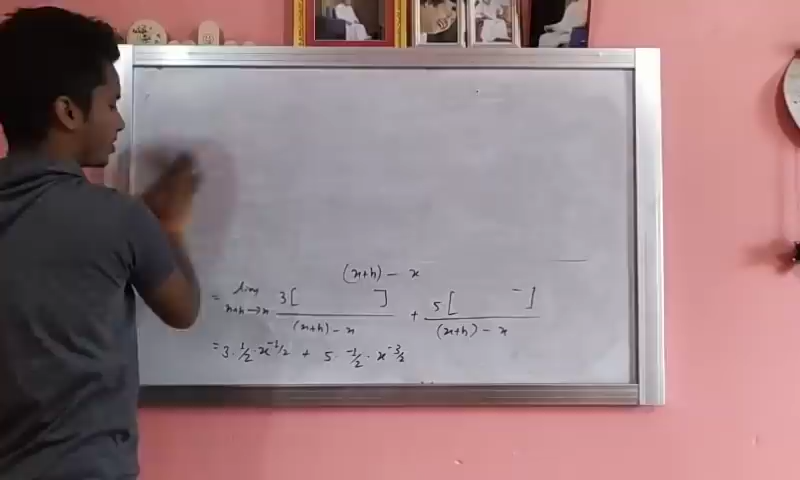 (x+h) - x
= lim 3[ ] + 5[ - ]
x+h→x (x+h) - x (x+h) - x
= 3 · 1/2 · x^-1/2 + 5 · -1/2 · x^-3/2